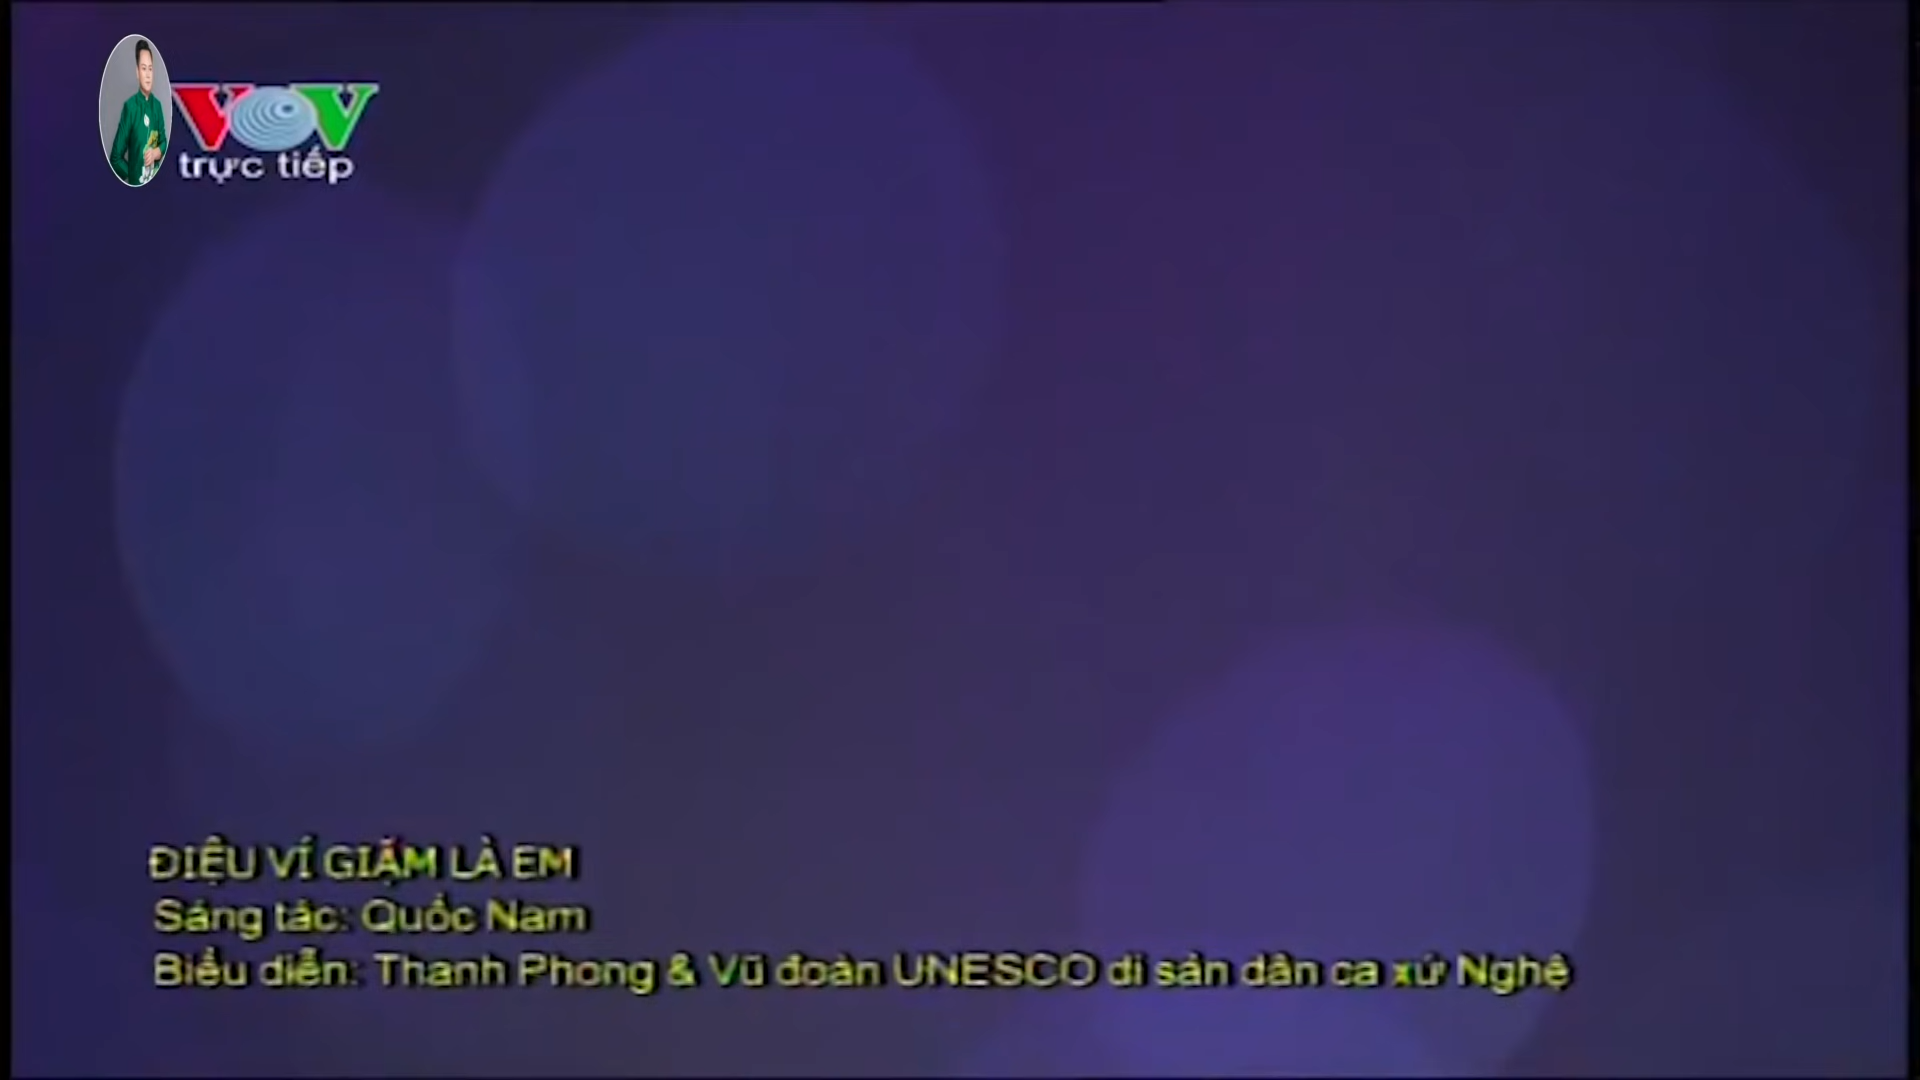 VOV
trực tiếp
ĐIỆU VÍ GIẶM LÀ EM
Sáng tác: Quốc Nam
Biểu diễn: Thanh Phong & Vũ đoàn UNESCO di sản dân ca xứ Nghệ